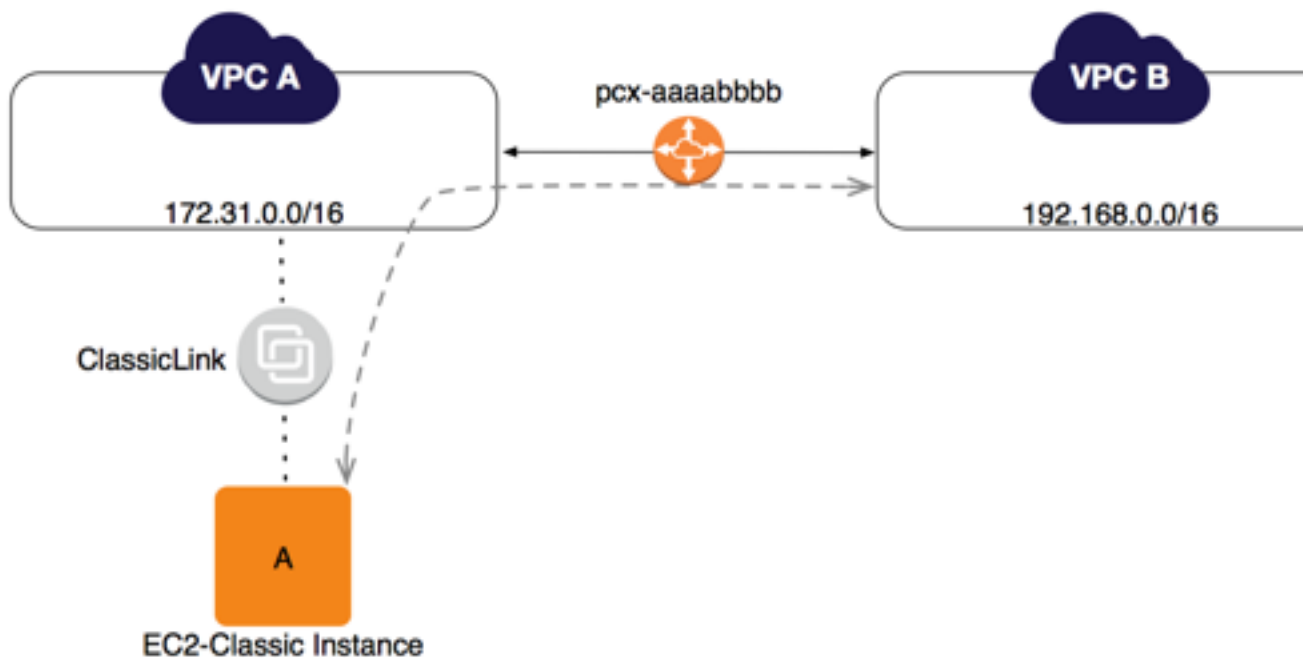 VPC A
VPC B
pcx-aaaabbbb
172.31.0.0/16
192.168.0.0/16
ClassicLink
A
EC2-Classic Instance